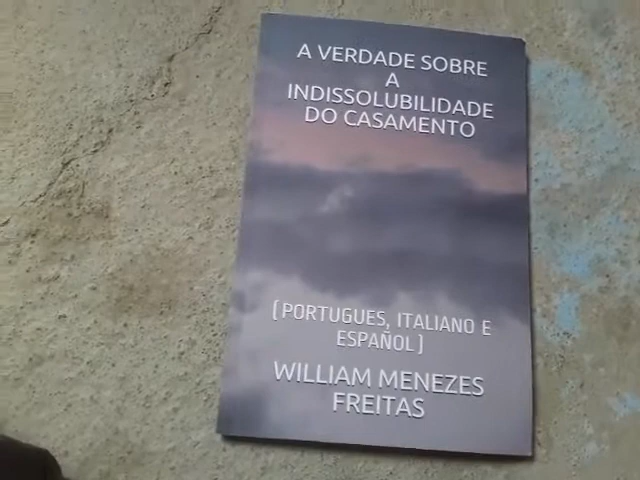 A VERDADE SOBRE
A
INDISSOLUBILIDADE
DO CASAMENTO
(PORTUGUES, ITALIANO E
ESPAÑOL)
WILLIAM MENEZES
FREITAS